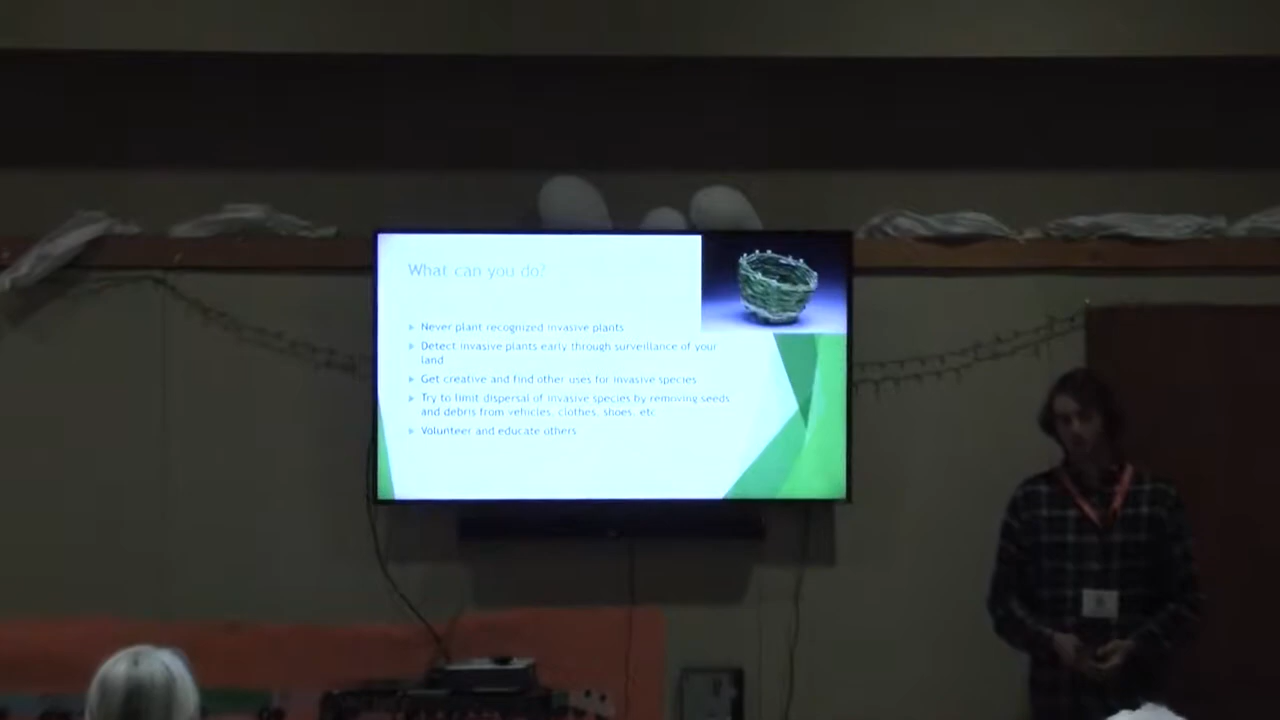 What can you do?
Never plant recognized invasive plants
Detect invasive plants early through surveillance of your
land
Get creative and find other uses for invasive species
Try to limit dispersal of invasive species by removing seeds
and debris from vehicles, clothes, shoes, etc
Volunteer and educate others